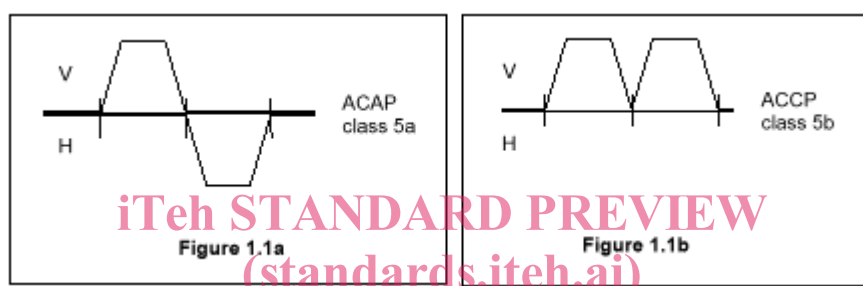 V
H
ACAP
class 5a
Figure 1.1a
V
H
ACCP
class 5b
Figure 1.1b
iTeh STANDARD PREVIEW
(standards.iteh.ai)